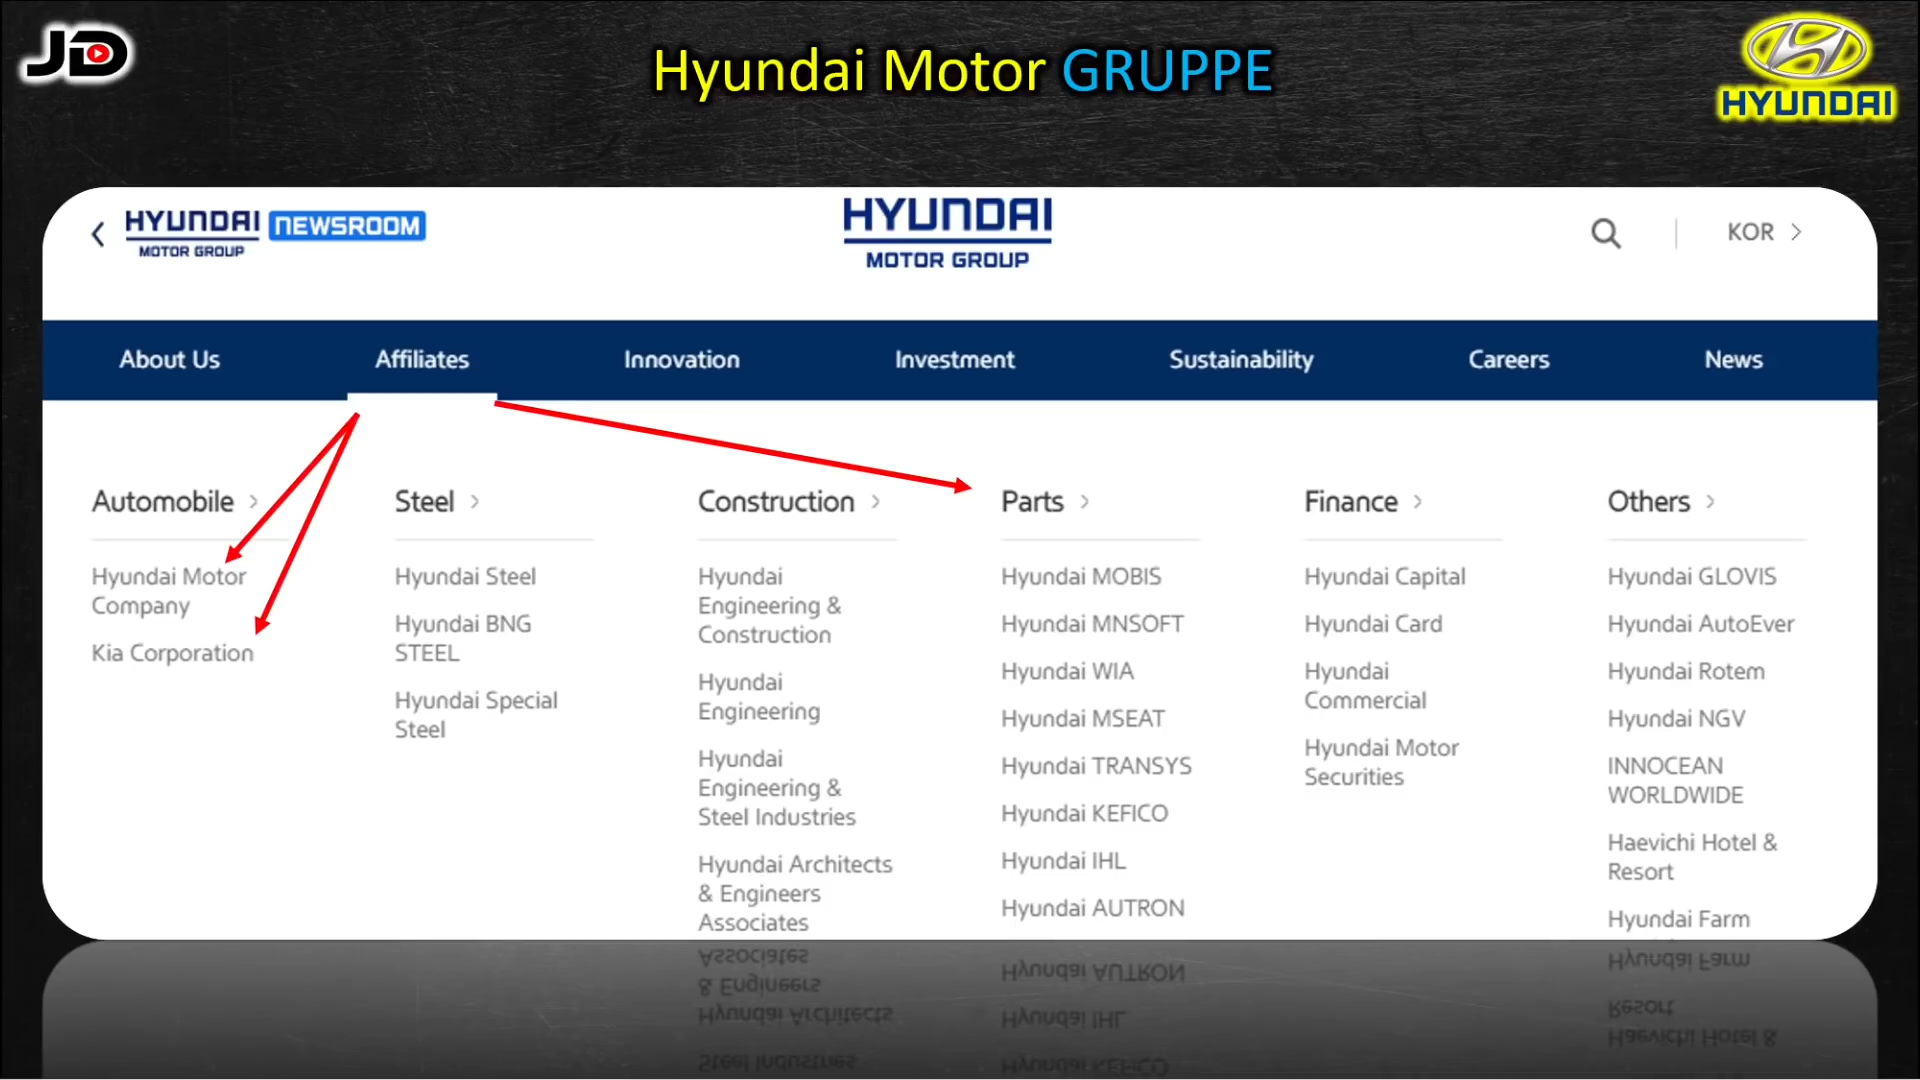 JD
Hyundai Motor GRUPPE
HYUNDAI
HYUNDAI NEWSROOM
MOTOR GROUP
HYUNDAI
MOTOR GROUP
KOR
About Us
Affiliates
Innovation
Investment
Sustainability
Careers
News
Automobile
Hyundai Motor
Company
Kia Corporation
Steel
Hyundai Steel
Hyundai BNG
STEEL
Hyundai Special
Steel
Construction
Hyundai
Engineering &
Construction
Hyundai
Engineering
Hyundai
Engineering &
Steel Industries
Hyundai Architects
& Engineers
Associates
Parts
Hyundai MOBIS
Hyundai MNSOFT
Hyundai WIA
Hyundai MSEAT
Hyundai TRANSYS
Hyundai KEFICO
Hyundai IHL
Hyundai AUTRON
Finance
Hyundai Capital
Hyundai Card
Hyundai
Commercial
Hyundai Motor
Securities
Others
Hyundai GLOVIS
Hyundai AutoEver
Hyundai Rotem
Hyundai NGV
INNOCEAN
WORLDWIDE
Haevichi Hotel &
Resort
Hyundai Farm